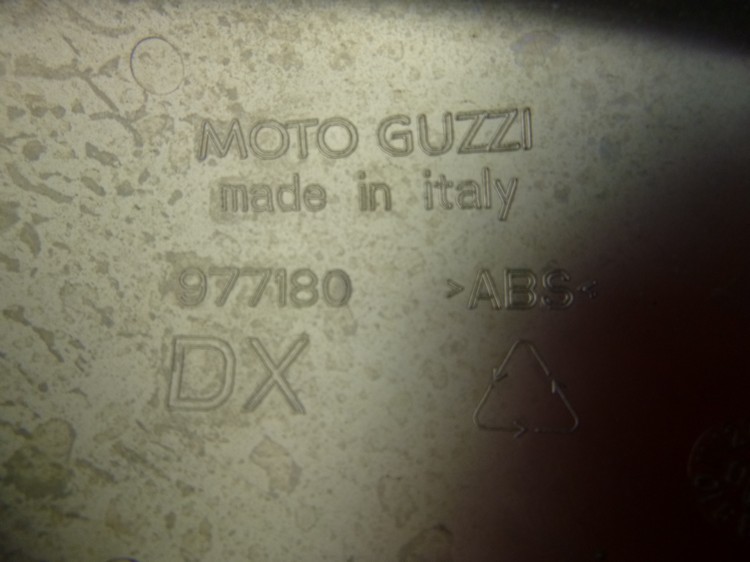 MOTO GUZZI
made in italy
977180 >ABS<
DX